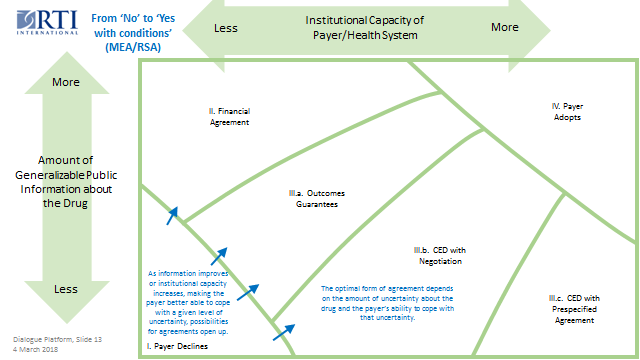 RTI
INTERNATIONAL
From ‘No’ to ‘Yes
with conditions’
(MEA/RSA)
Less
Institutional Capacity of
Payer/Health System
More
More
Amount of
Generalizable Public
Information about
the Drug
Less
II. Financial
Agreement
IV. Payer
Adopts
III.a. Outcomes
Guarantees
III.b. CED with
Negotiation
As information improves
or institutional capacity
increases, making the
payer better able to cope
with a given level of
uncertainty, possibilities
for agreements open up.
I. Payer Declines
The optimal form of agreement depends
on the amount of uncertainty about the
drug and the payer’s ability to cope with
that uncertainty.
III.c. CED with
Prespecified
Agreement
Dialogue Platform, Slide 13
4 March 2018